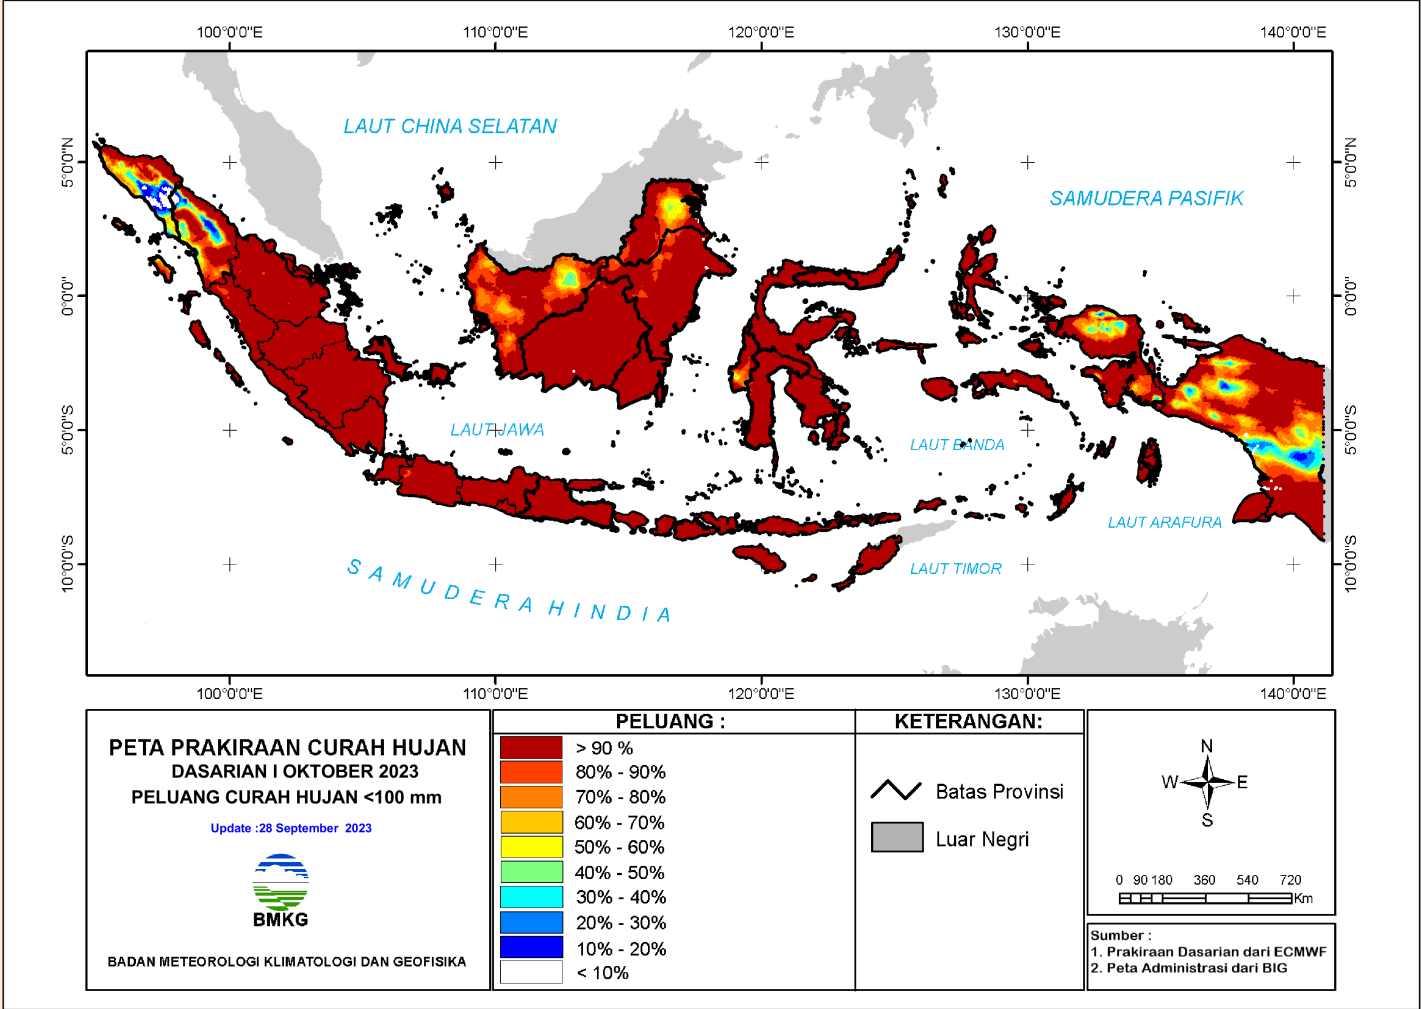 100°0'0"E 110°0'0"E 120°0'0"E 130°0'0"E 140°0'0"E
LAUT CHINA SELATAN
SAMUDERA PASIFIK
5°0'0"N 5°0'0"N
0°0'0" 0°0'0"
5°0'0"S 5°0'0"S
10°0'0"S 10°0'0"S
LAUT JAWA
LAUT BANDA
LAUT ARAFURA
LAUT TIMOR
SAMUDERA HINDIA
100°0'0"E 110°0'0"E 120°0'0"E 130°0'0"E 140°0'0"E
PETA PRAKIRAAN CURAH HUJAN
DASARIAN I OKTOBER 2023
PELUANG CURAH HUJAN <100 mm
Update :28 September 2023
BMKG
BADAN METEOROLOGI KLIMATOLOGI DAN GEOFISIKA
PELUANG :
> 90 %
80% - 90%
70% - 80%
60% - 70%
50% - 60%
40% - 50%
30% - 40%
20% - 30%
10% - 20%
< 10%
KETERANGAN:
Batas Provinsi
Luar Negri
N
W E
S
0 90 180 360 540 720
Km
Sumber :
1. Prakiraan Dasarian dari ECMWF
2. Peta Administrasi dari BIG